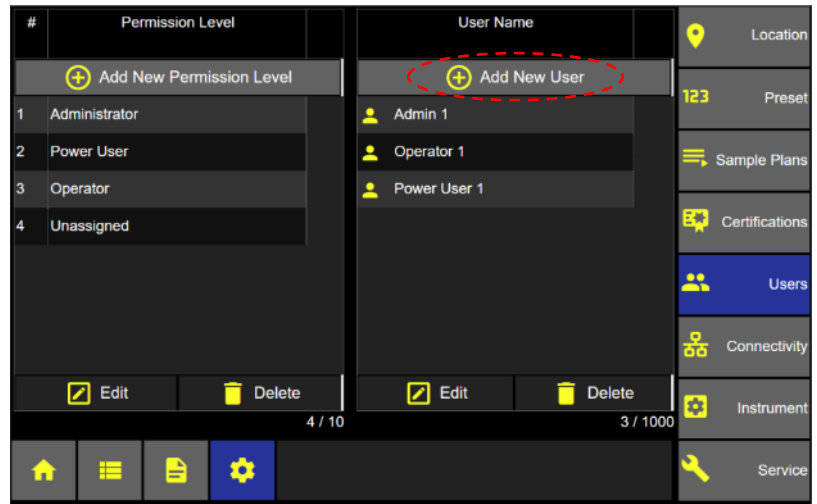 # Permission Level
User Name
Add New Permission Level
Add New User
1 Administrator
2 Power User
3 Operator
4 Unassigned
Admin 1
Operator 1
Power User 1
Edit Delete
4 / 10
Edit Delete
3 / 1000
Location
123 Preset
Sample Plans
Certifications
Users
Connectivity
Instrument
Service